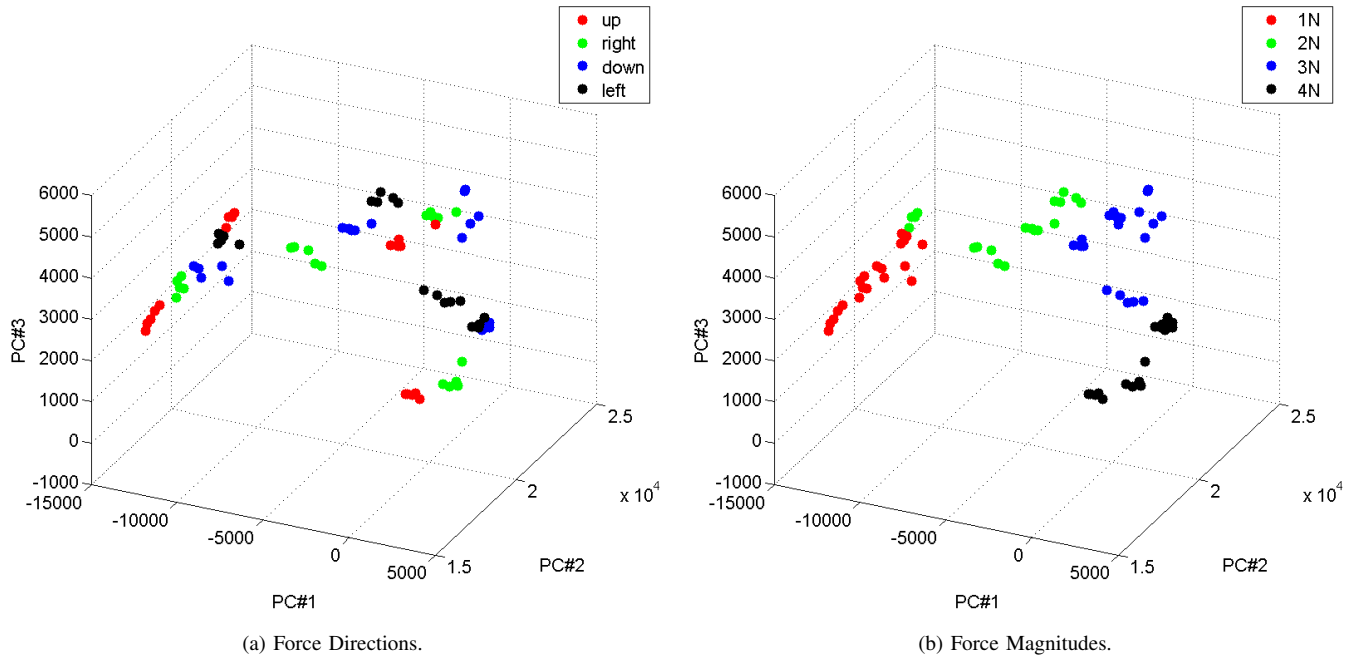 up
right
down
left
6000
5000
4000
3000
2000
1000
0
-1000
PC#3
-15000
-10000
-5000
0
5000
PC#1
1.5
2
2.5
x 10^4
PC#2
(a) Force Directions.
1N
2N
3N
4N
6000
5000
4000
3000
2000
1000
0
-1000
PC#3
-15000
-10000
-5000
0
5000
PC#1
1.5
2
2.5
x 10^4
PC#2
(b) Force Magnitudes.